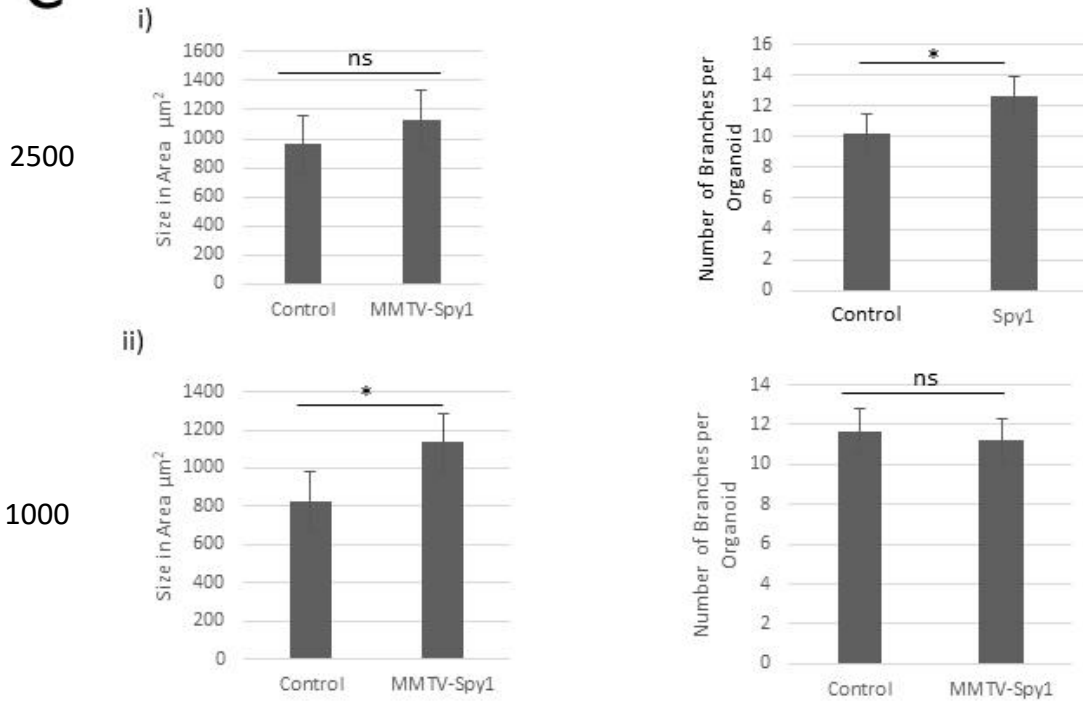 i)
2500
Size in Area µm²
1600
1400
1200
1000
800
600
400
200
0
ns
Control MMTV-Spy1
Number of Branches per
Organoid
16
14
12
10
8
6
4
2
0
*
Control Spy1
ii)
1000
Size in Area µm²
1400
1200
1000
800
600
400
200
0
*
Control MMTV-Spy1
Number of Branches per
Organoid
14
12
10
8
6
4
2
0
ns
Control MMTV-Spy1